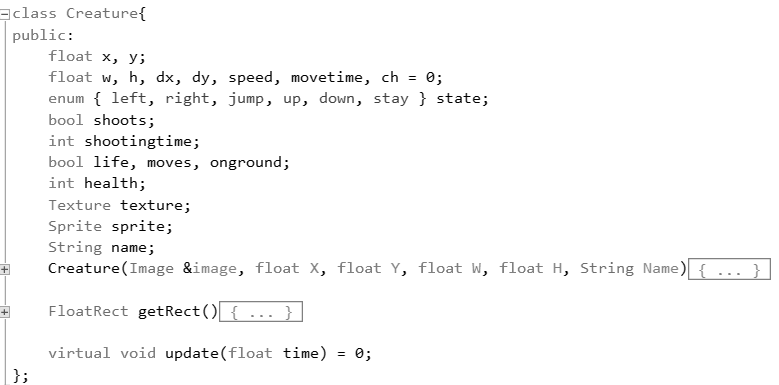 class Creature{
public:
    float x, y;
    float w, h, dx, dy, speed, movetime, ch = 0;
    enum { left, right, jump, up, down, stay } state;
    bool shoots;
    int shootingtime;
    bool life, moves, onground;
    int health;
    Texture texture;
    Sprite sprite;
    String name;
    Creature(Image &image, float X, float Y, float W, float H, String Name){ ... }
    FloatRect getRect(){ ... }
    virtual void update(float time) = 0;
};